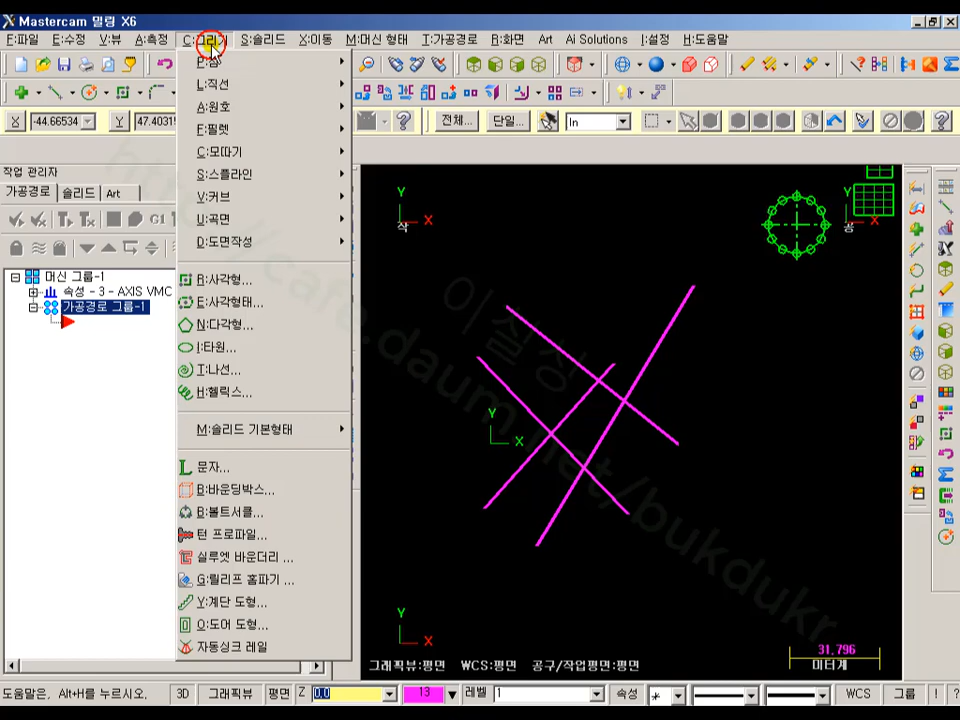 Mastercam 밀링 X6
F:파일 E:수정 V:뷰 A:측정 C:그리기 S:솔리드 X:이동 M:머신 형태 T:가공경로 R:화면 Art Ai Solutions I:설정 H:도움말
X -44.66534 Y 47.40315 전체... 단일... In
P:점
L:직선
A:원호
F:필렛
C:모따기
S:스플라인
V:커브
U:곡면
D:도면작성
R:사각형...
E:사각형태...
N:다각형...
I:타원...
T:나선...
H:헬릭스...
M:솔리드 기본형태
문자...
B:바운딩박스...
B:볼트서클...
턴 프로파일...
실루엣 바운더리 ...
G:릴리프 홈파기 ...
Y:계단 도형...
O:도어 도형...
자동싱크 레일
작업 관리자
가공경로 솔리드 Art
G1
머신 그룹-1
속성 - 3 - AXIS VMC
가공경로 그룹-1
Y
X
작
Y
X
공
Y
X
Y
X
이솔상
cafe.daum.net/bukdukr
31,796
미터계
그래픽뷰:평면 WCS:평면 공구/작업평면:평면
도움말은, Alt+H를 누르시오. 3D 그래픽뷰 평면 Z 0.0 13 레벨 1 속성 WCS 그룹 ! ?